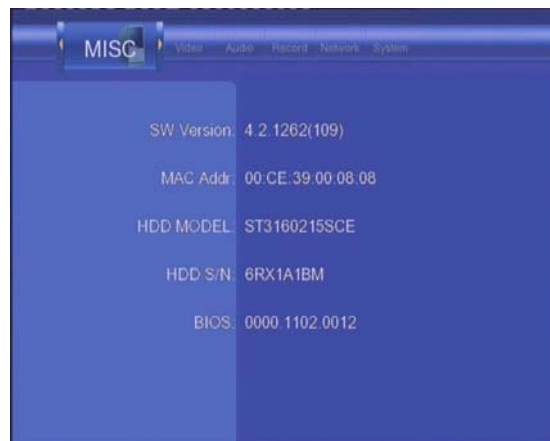 MISC Video Audio Record Network System
SW Version: 4.2.1262(109)
MAC Addr: 00:CE:39:00:08:08
HDD MODEL: ST3160215SCE
HDD S/N: 6RX1A1BM
BIOS: 0000.1102.0012